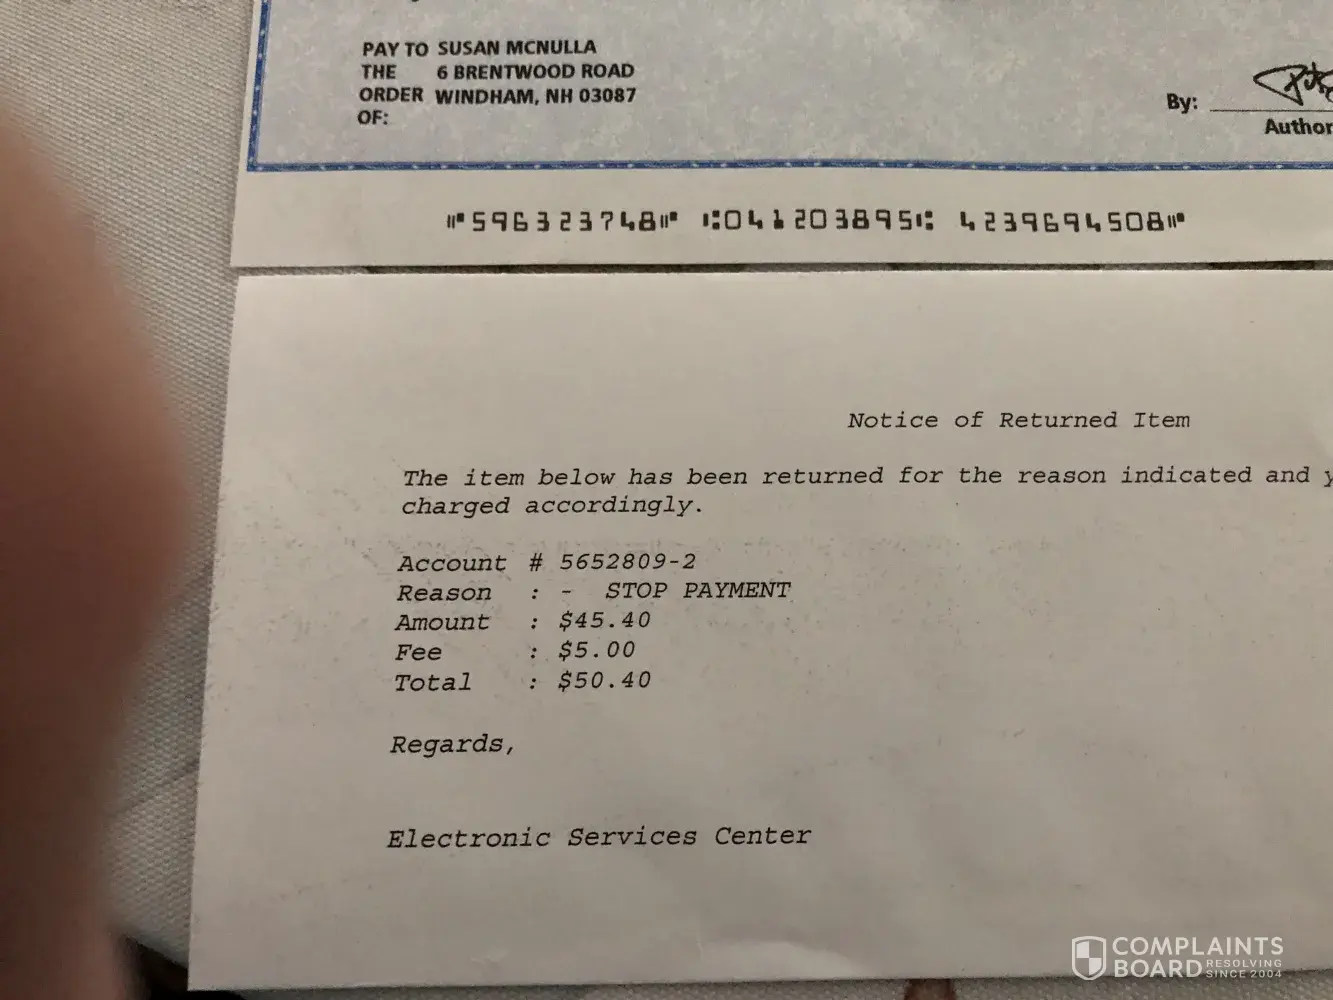 PAY TO SUSAN MCNULLA
THE 6 BRENTWOOD ROAD
ORDER WINDHAM, NH 03087
OF:
By:
Author
⑈596323748⑈ ⑆041203895⑆ 4239694508⑈
Notice of Returned Item
The item below has been returned for the reason indicated and y
charged accordingly.
Account # 5652809-2
Reason : - STOP PAYMENT
Amount : $45.40
Fee : $5.00
Total : $50.40
Regards,
Electronic Services Center
COMPLAINTS
BOARD RESOLVING
SINCE 2004